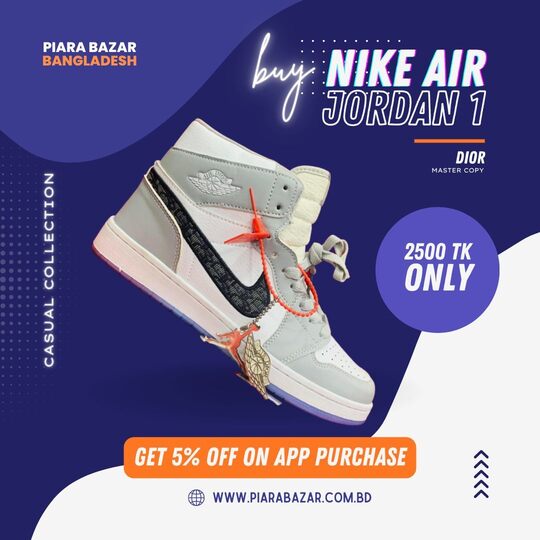 PIARA BAZAR
BANGLADESH
buy
NIKE AIR
JORDAN 1
DIOR
MASTER COPY
CASUAL COLLECTION
2500 TK
ONLY
GET 5% OFF ON APP PURCHASE
WWW.PIARABAZAR.COM.BD